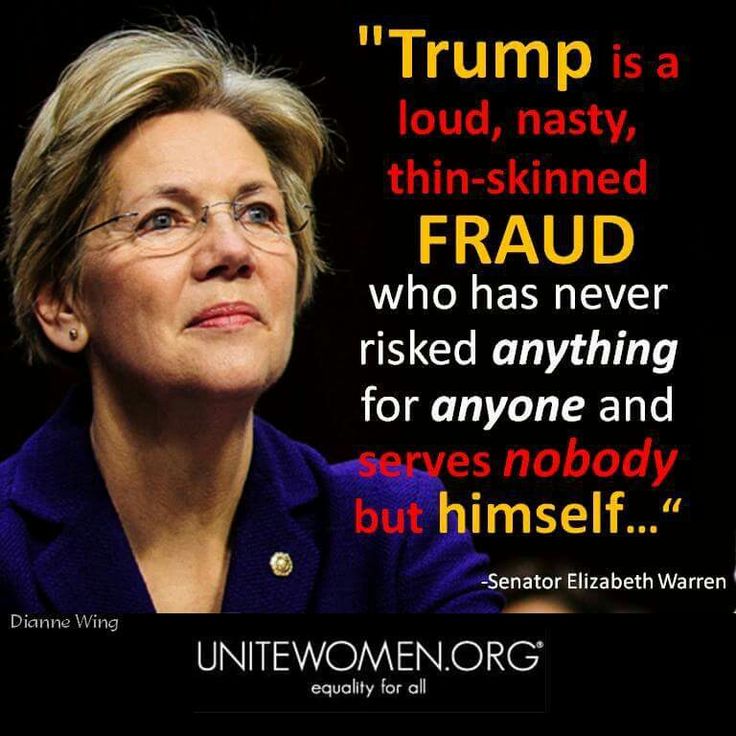 "Trump is a
loud, nasty,
thin-skinned
FRAUD
who has never
risked anything
for anyone and
serves nobody
but himself...“
-Senator Elizabeth Warren
Dianne Wing
UNITEWOMEN.ORG®
equality for all